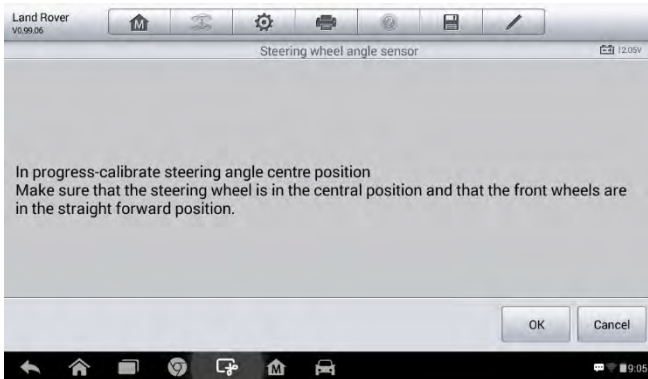 Land Rover
V0.99.06
M
?
Steering wheel angle sensor
12.05V
In progress-calibrate steering angle centre position
Make sure that the steering wheel is in the central position and that the front wheels are
in the straight forward position.
OK
Cancel
M
9:05